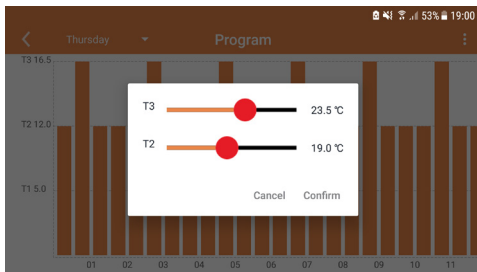 53% 19:00
Thursday Program
T3 16.5
T3 23.5 °C
T2 12.0
T2 19.0 °C
T1 5.0
Cancel Confirm
01 02 03 04 05 06 07 08 09 10 11